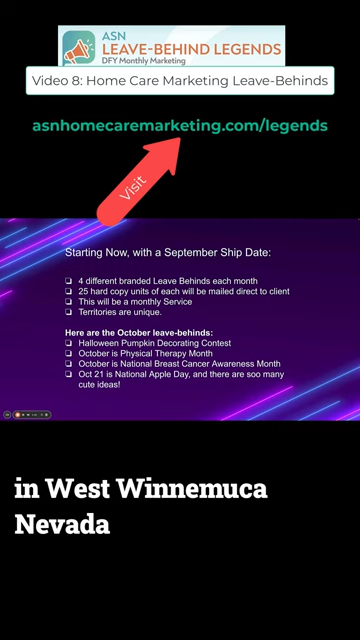 ASN
LEAVE-BEHIND LEGENDS
DFY Monthly Marketing
Video 8: Home Care Marketing Leave-Behinds
asnhomecaremarketing.com/legends
Visit
Starting Now, with a September Ship Date:
4 different branded Leave Behinds each month
25 hard copy units of each will be mailed direct to client
This will be a monthly Service
Territories are unique.
Here are the October leave-behinds:
Halloween Pumpkin Decorating Contest
October is Physical Therapy Month
October is National Breast Cancer Awareness Month
Oct 21 is National Apple Day, and there are soo many
cute ideas!
in West Winnemuca
Nevada